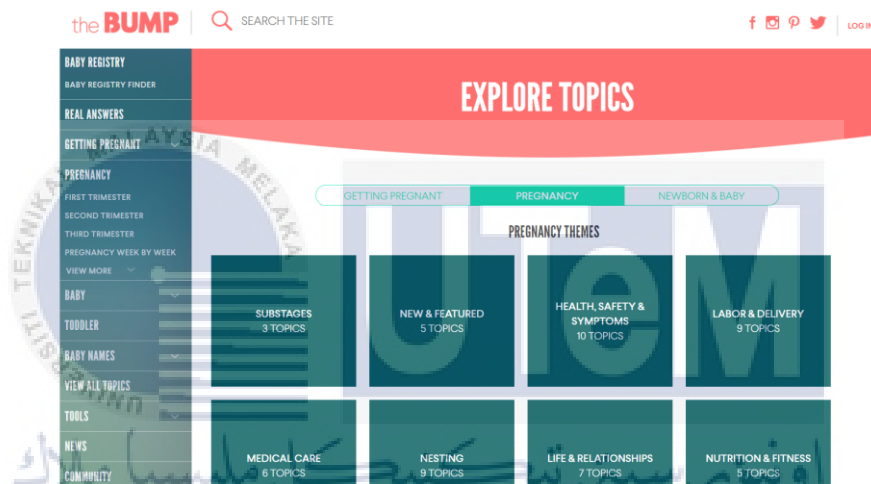 the BUMP
SEARCH THE SITE
LOG IN
BABY REGISTRY
BABY REGISTRY FINDER
REAL ANSWERS
GETTING PREGNANT
PREGNANCY
FIRST TRIMESTER
SECOND TRIMESTER
THIRD TRIMESTER
PREGNANCY WEEK BY WEEK
VIEW MORE
BABY
TODDLER
BABY NAMES
VIEW ALL TOPICS
TOOLS
NEWS
COMMUNITY
EXPLORE TOPICS
GETTING PREGNANT PREGNANCY NEWBORN & BABY
PREGNANCY THEMES
SUBSTAGES
3 TOPICS
NEW & FEATURED
5 TOPICS
HEALTH, SAFETY &
SYMPTOMS
10 TOPICS
LABOR & DELIVERY
9 TOPICS
MEDICAL CARE
6 TOPICS
NESTING
9 TOPICS
LIFE & RELATIONSHIPS
7 TOPICS
NUTRITION & FITNESS
5 TOPICS
UTeM
TEKNIKAL MALAYSIA MELAKA